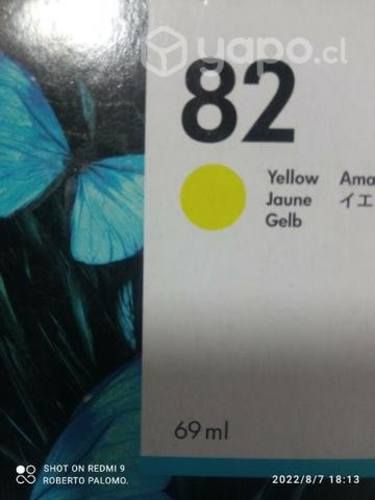 yapo.cl
82
Yellow Ama
Jaune イエ
Gelb
69 ml
SHOT ON REDMI 9
ROBERTO PALOMO. 2022/8/7 18:13